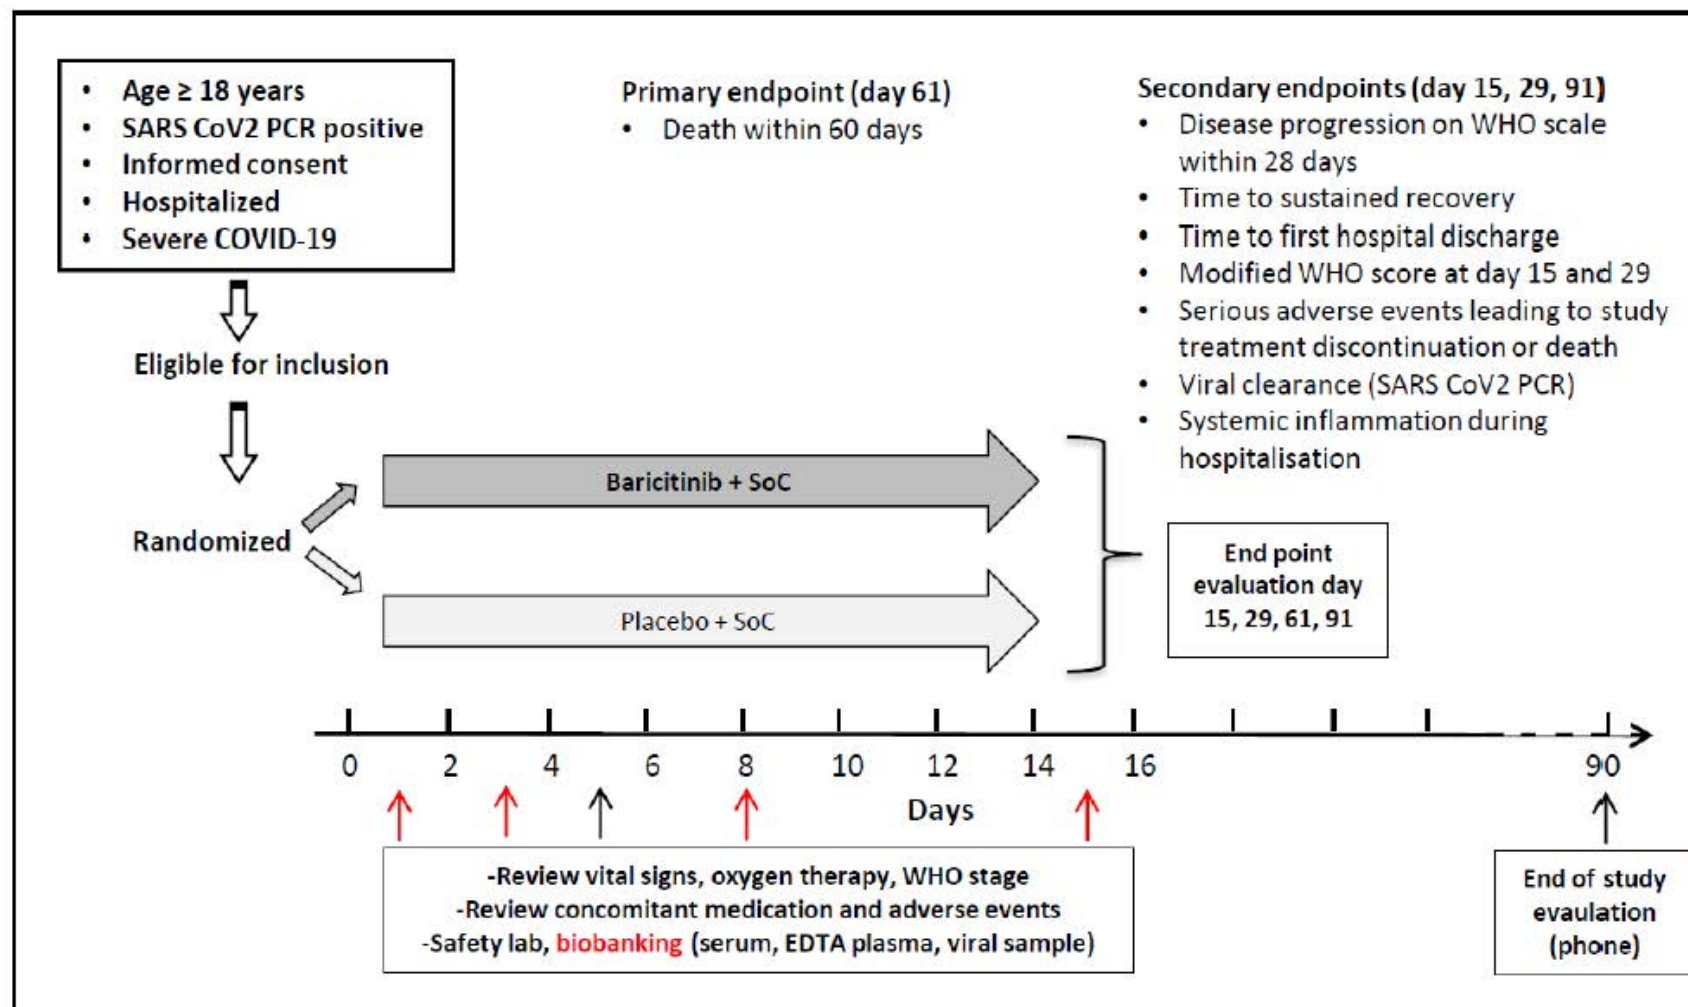 • Age ≥ 18 years
• SARS CoV2 PCR positive
• Informed consent
• Hospitalized
• Severe COVID-19
Eligible for inclusion
Randomized
Primary endpoint (day 61)
• Death within 60 days
Secondary endpoints (day 15, 29, 91)
• Disease progression on WHO scale
within 28 days
• Time to sustained recovery
• Time to first hospital discharge
• Modified WHO score at day 15 and 29
• Serious adverse events leading to study
treatment discontinuation or death
• Viral clearance (SARS CoV2 PCR)
• Systemic inflammation during
hospitalisation
Baricitinib + SoC
Placebo + SoC
End point
evaluation day
15, 29, 61, 91
0 2 4 6 8 10 12 14 16 90
Days
-Review vital signs, oxygen therapy, WHO stage
-Review concomitant medication and adverse events
-Safety lab, biobanking (serum, EDTA plasma, viral sample)
End of study
evaulation
(phone)